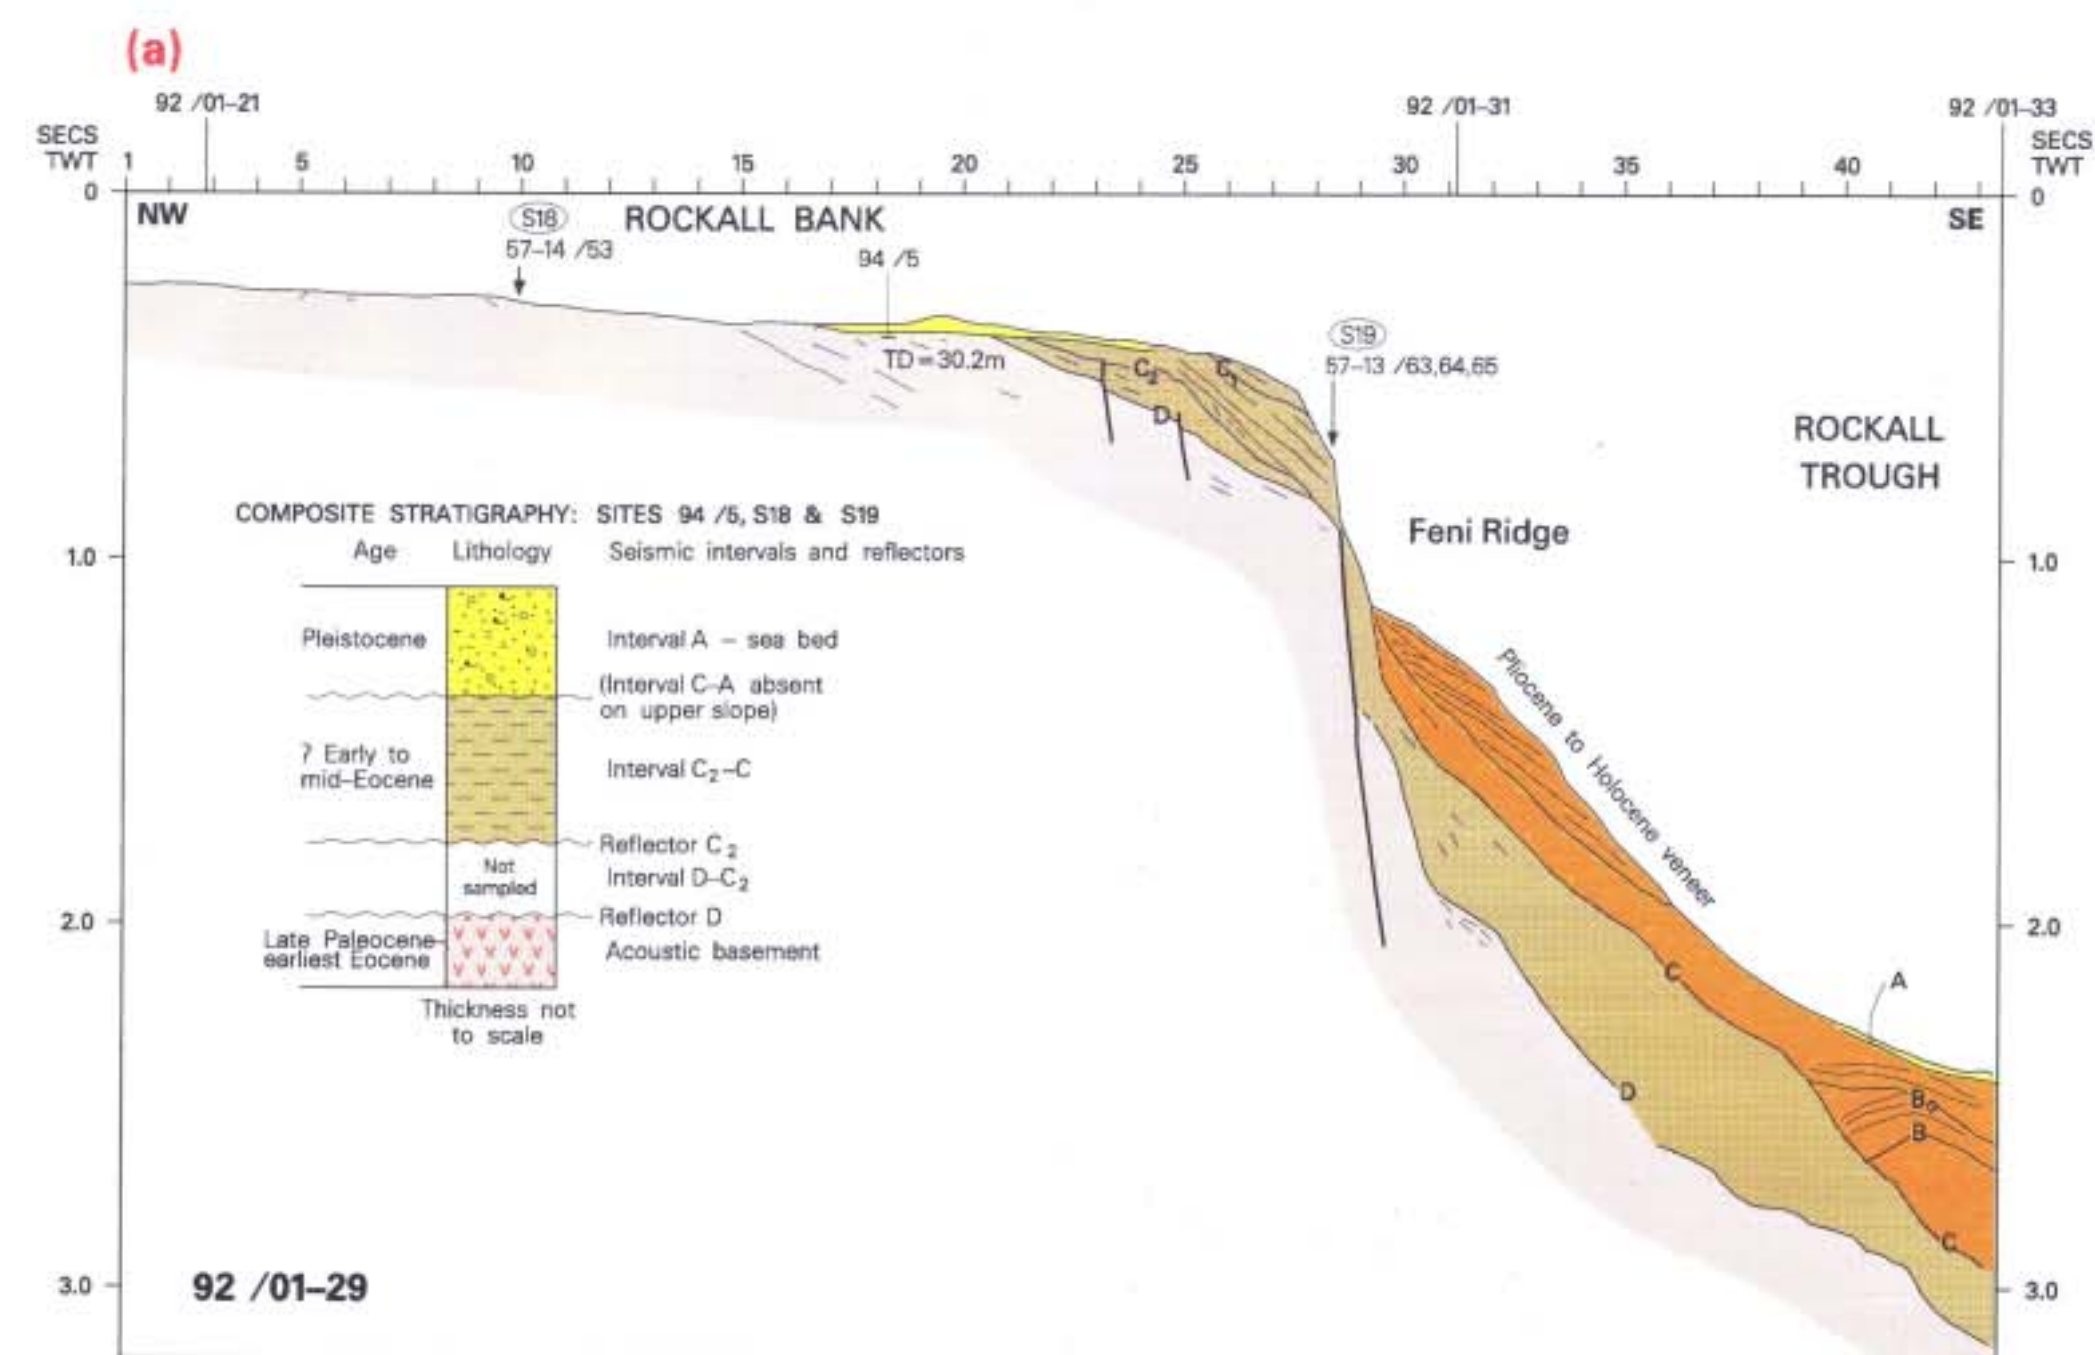 (a)
92 /01–21
92 /01–31
92 /01–33
SECS
TWT
1
5
10
15
20
25
30
35
40
SECS
TWT
0
0
NW
S18
ROCKALL BANK
SE
57–14 /53
94 /5
TD = 30.2m
C2
C1
D
S19
57–13 /63,64,65
ROCKALL
TROUGH
Feni Ridge
COMPOSITE STRATIGRAPHY: SITES 94 /5, S18 & S19
Age Lithology Seismic intervals and reflectors
1.0
1.0
Pleistocene
Interval A – sea bed
(Interval C–A absent
on upper slope)
? Early to
mid–Eocene
Interval C2–C
Reflector C2
Not
sampled
Interval D–C2
Reflector D
Late Paleocene–
earliest Eocene
Acoustic basement
Thickness not
to scale
Pliocene to Holocene veneer
2.0
2.0
C
A
D
Ba
B
C
3.0
3.0
92 /01–29